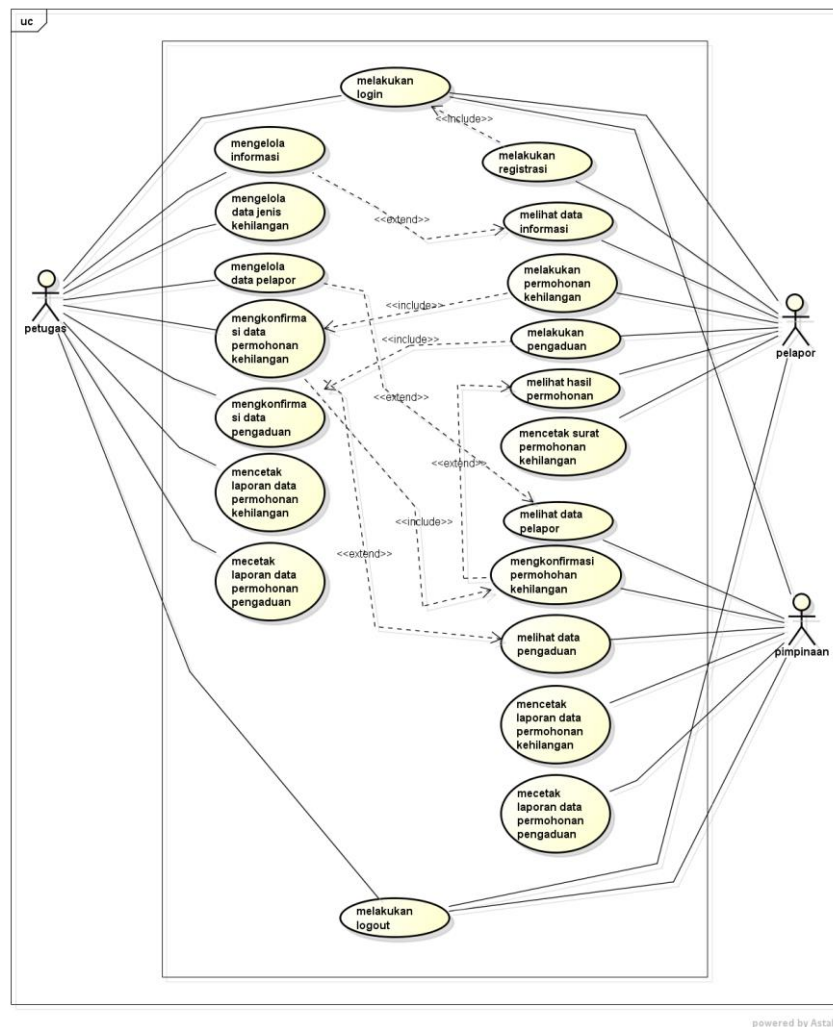 uc
melakukan
login
<<include>>
mengelola
informasi
melakukan
registrasi
mengelola
data jenis
kehilangan
<<extend>>
melihat data
informasi
mengelola
data pelapor
melakukan
permohonan
kehilangan
petugas
mengkonfirma
si data
permohonan
kehilangan
<<include>>
melakukan
pengaduan
pelapor
<<include>>
melihat hasil
permohonan
mengkonfirma
si data
pengaduan
<<extend>>
mencetak surat
permohonan
kehilangan
mencetak
laporan data
permohonan
kehilangan
<<extend>>
melihat data
pelapor
<<include>>
mecetak
laporan data
permohonan
pengaduan
<<extend>>
mengkonfirmasi
permohohan
kehilangan
melihat data
pengaduan
pimpinaan
mencetak
laporan data
permohonan
kehilangan
mecetak
laporan data
permohonan
pengaduan
melakukan
logout
powered by Asta